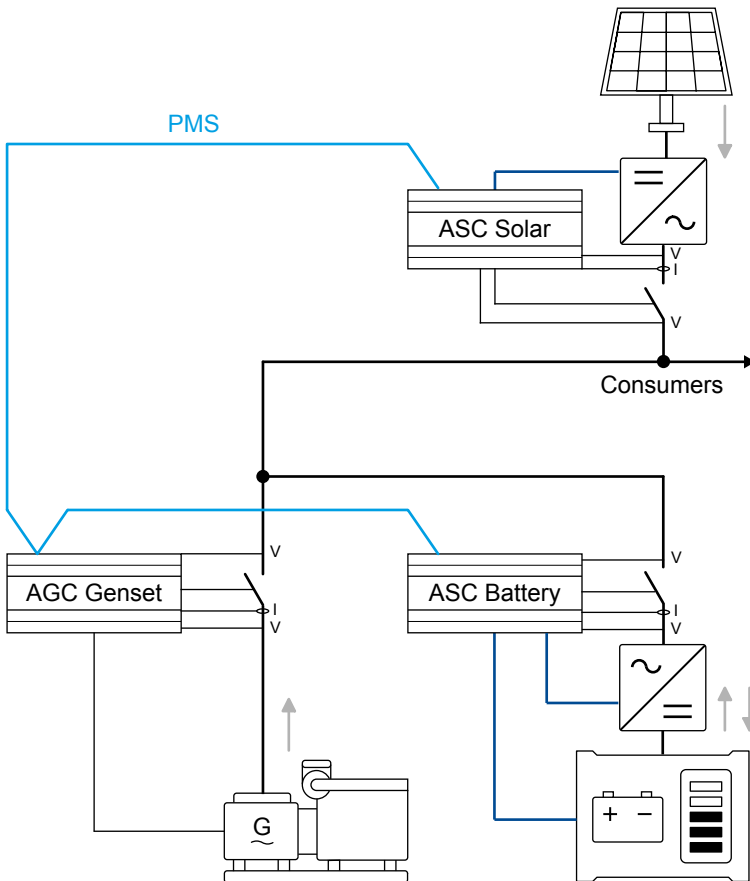 PMS
ASC Solar
V
I
V
Consumers
V
AGC Genset
I
V
V
ASC Battery
I
V
G
+ −